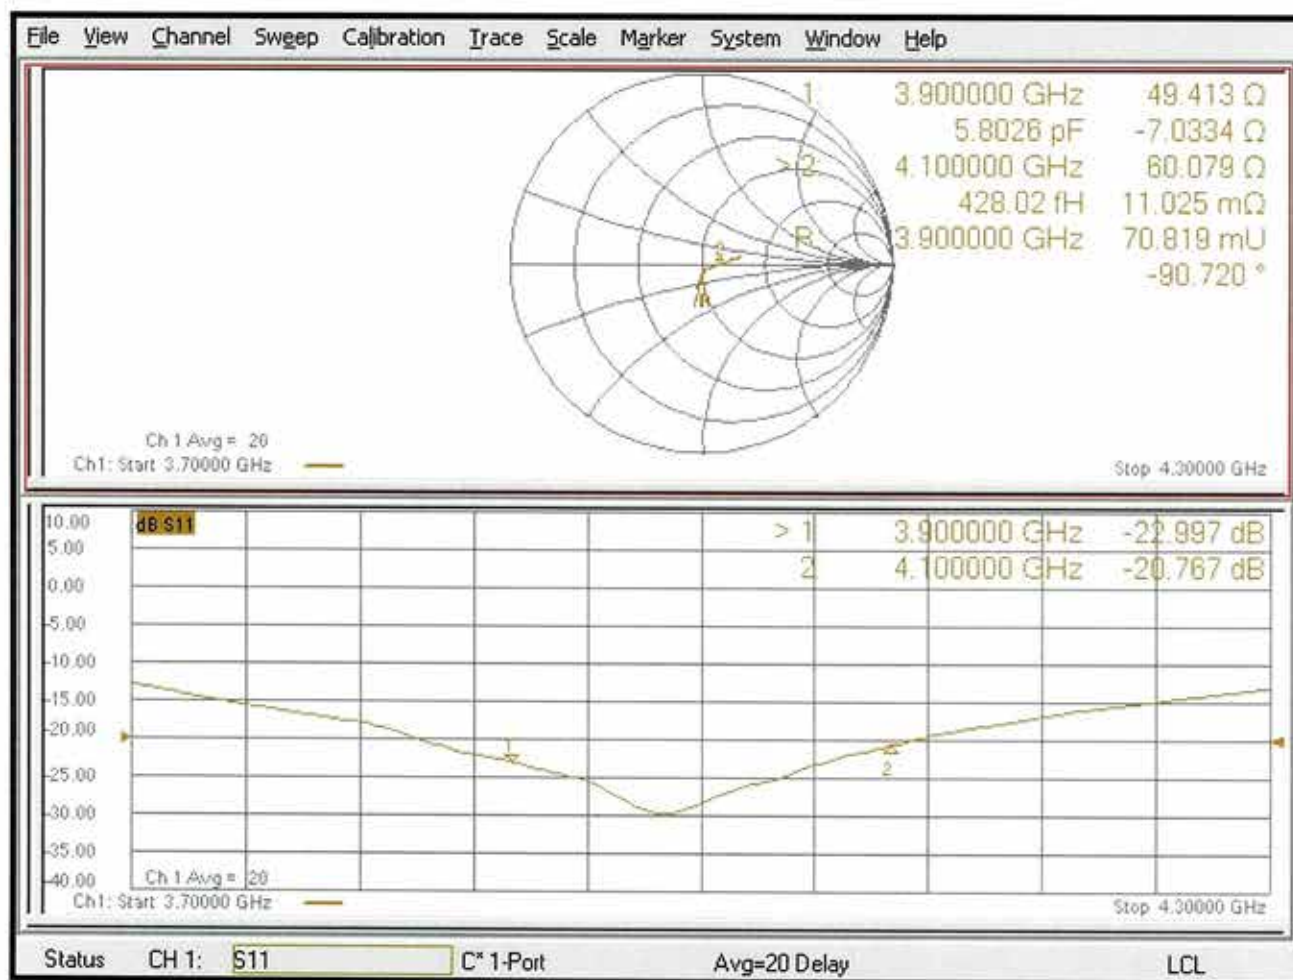 File View Channel Sweep Calibration Trace Scale Marker System Window Help
1 3.900000 GHz 49.413 Ω
5.8026 pF -7.0334 Ω
> 2 4.100000 GHz 60.079 Ω
428.02 fH 11.025 mΩ
R 3.900000 GHz 70.819 mU
-90.720 °
2
Ch 1 Avg = 20
Ch1: Start 3.70000 GHz
Stop 4.30000 GHz
10.00
dB S11
> 1 3.900000 GHz -22.997 dB
5.00
2 4.100000 GHz -20.767 dB
0.00
-5.00
-10.00
-15.00
-20.00
1
2
-25.00
-30.00
-35.00
-40.00
Ch 1 Avg = 20
Ch1: Start 3.70000 GHz
Stop 4.30000 GHz
Status CH 1: S11 C* 1-Port Avg=20 Delay LCL